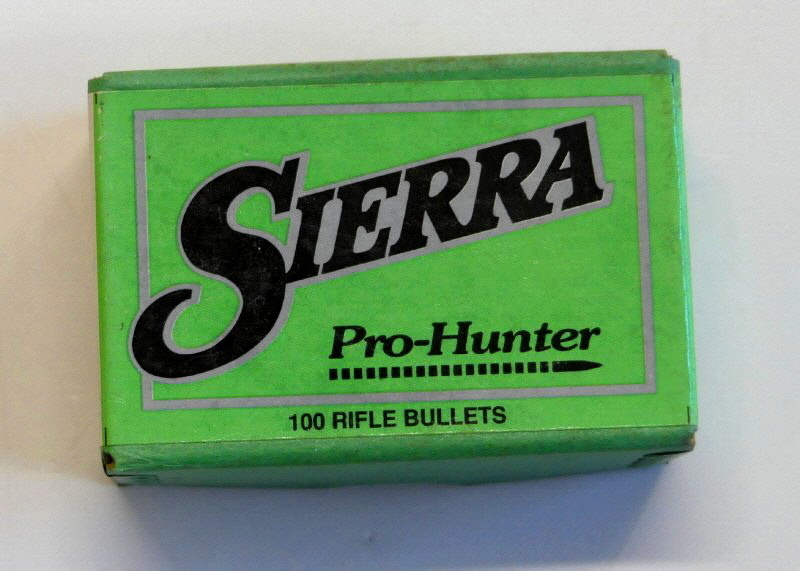 SIERRA
Pro-Hunter
100 RIFLE BULLETS